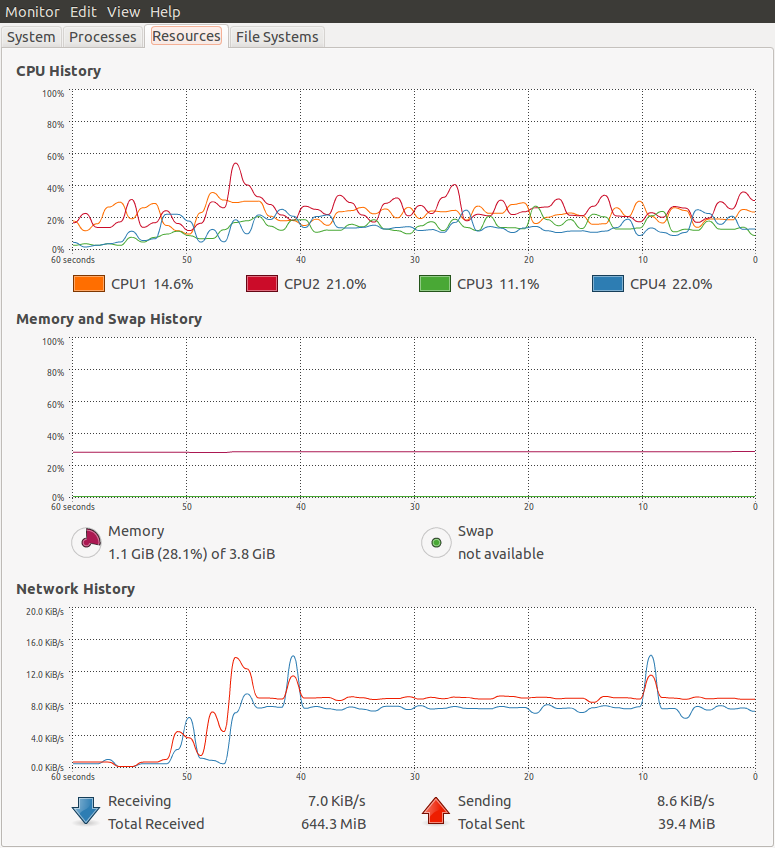 Monitor Edit View Help
System Processes Resources File Systems
CPU History
100%
80%
60%
40%
20%
0%
60 seconds 50 40 30 20 10 0
CPU1 14.6% CPU2 21.0% CPU3 11.1% CPU4 22.0%
Memory and Swap History
100%
80%
60%
40%
20%
0%
60 seconds 50 40 30 20 10 0
Memory Swap
1.1 GiB (28.1%) of 3.8 GiB not available
Network History
20.0 KiB/s
16.0 KiB/s
12.0 KiB/s
8.0 KiB/s
4.0 KiB/s
0.0 KiB/s
60 seconds 50 40 30 20 10 0
Receiving 7.0 KiB/s Sending 8.6 KiB/s
Total Received 644.3 MiB Total Sent 39.4 MiB